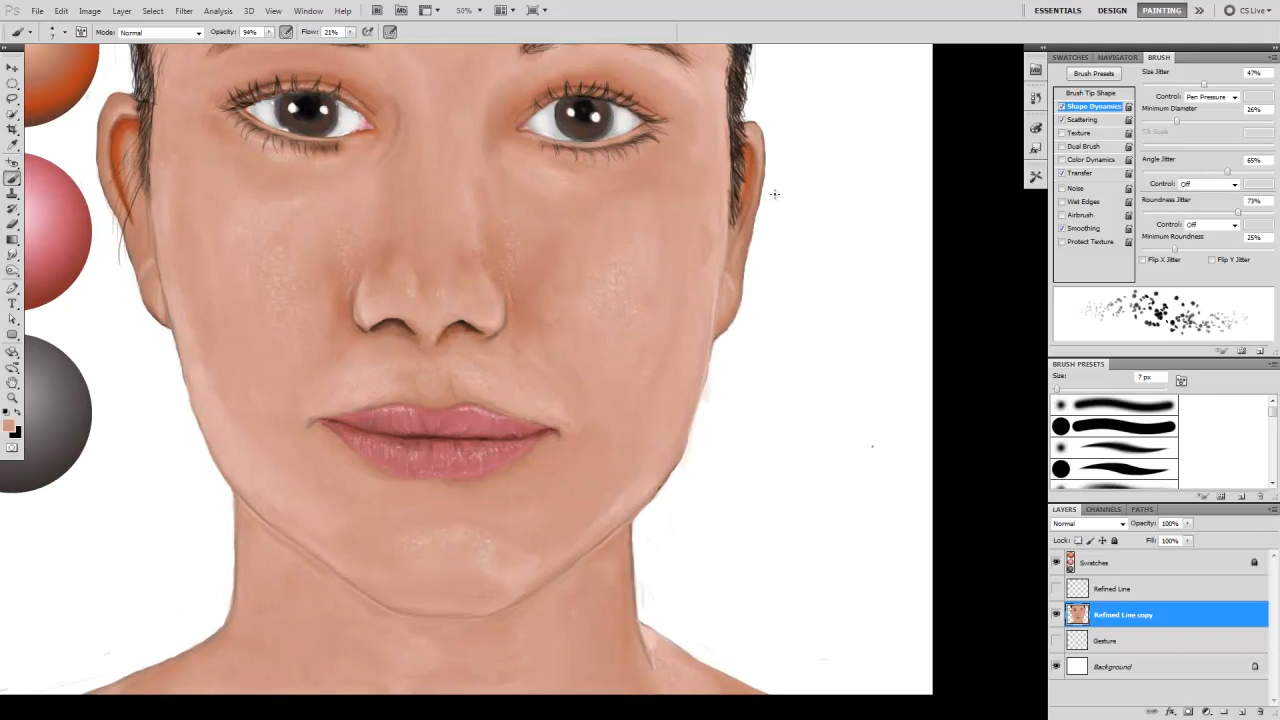 Ps File Edit Image Layer Select Filter Analysis 3D View Window Help Br Mb 50% ESSENTIALS DESIGN PAINTING CS Live
Mode: Normal Opacity: 94% Flow: 21%
SWATCHES NAVIGATOR BRUSH
Brush Presets Size Jitter 47%
Brush Tip Shape Control: Pen Pressure
Shape Dynamics Minimum Diameter 26%
Scattering
Texture Tilt Scale
Dual Brush
Color Dynamics Angle Jitter 65%
Transfer Control: Off
Noise
Wet Edges Roundness Jitter 73%
Airbrush
Smoothing Control: Off
Protect Texture Minimum Roundness 25%
Flip X Jitter Flip Y Jitter
BRUSH PRESETS
Size: 7 px
LAYERS CHANNELS PATHS
Normal Opacity: 100%
Lock: Fill: 100%
Swatches
Refined Line
Refined Line copy
Gesture
Background